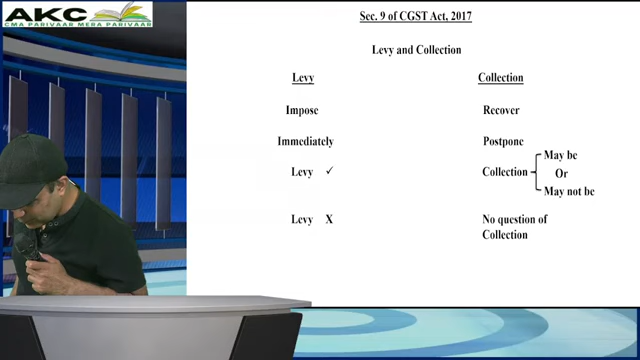 AKC
CMA PARIVAAR MERA PARIVAAR
Sec. 9 of CGST Act, 2017
Levy and Collection
Levy Collection
Impose Recover
Immediately Postpone
Levy ✓ Collection May be Or May not be
Levy X No question of Collection